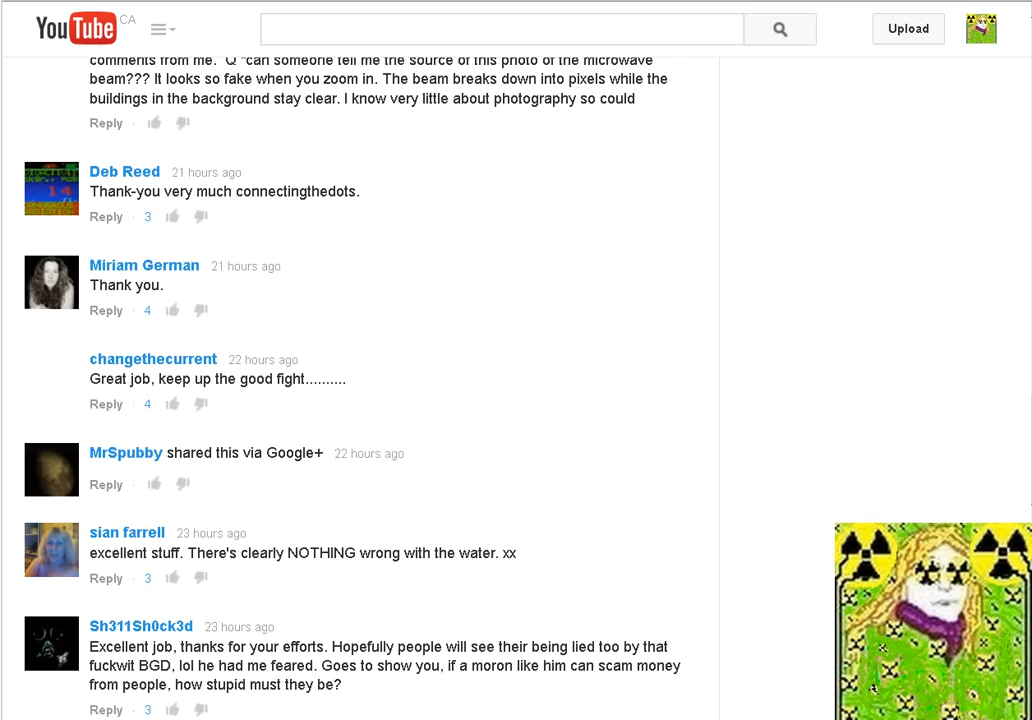 YouTube CA
Upload
comments from me. Q "can someone tell me the source of this photo of the microwave
beam??? It looks so fake when you zoom in. The beam breaks down into pixels while the
buildings in the background stay clear. I know very little about photography so could
Reply ·
Deb Reed 21 hours ago
Thank-you very much connectingthedots.
Reply · 3
Miriam German 21 hours ago
Thank you.
Reply · 4
changethecurrent 22 hours ago
Great job, keep up the good fight..........
Reply · 4
MrSpubby shared this via Google+ 22 hours ago
Reply ·
sian farrell 23 hours ago
excellent stuff. There's clearly NOTHING wrong with the water. xx
Reply · 3
Sh311Sh0ck3d 23 hours ago
Excellent job, thanks for your efforts. Hopefully people will see their being lied too by that
fuckwit BGD, lol he had me feared. Goes to show you, if a moron like him can scam money
from people, how stupid must they be?
Reply · 3